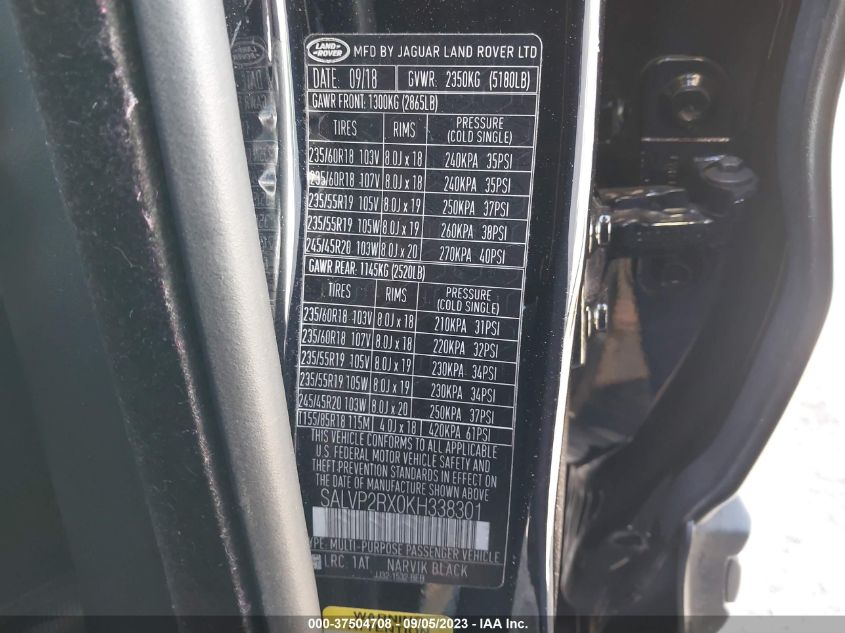 LAND ROVER
MFD BY JAGUAR LAND ROVER LTD
DATE: 09/18 GVWR: 2350KG (5180LB)
GAWR FRONT: 1300KG (2865LB)
TIRES RIMS PRESSURE (COLD SINGLE)
235/60R18 103V 8.0J x 18 240KPA 35PSI
235/60R18 107V 8.0J x 18 240KPA 35PSI
235/55R19 105V 8.0J x 19 250KPA 37PSI
235/55R19 105W 8.0J x 19 260KPA 38PSI
245/45R20 103W 8.0J x 20 270KPA 40PSI
GAWR REAR: 1145KG (2520LB)
TIRES RIMS PRESSURE (COLD SINGLE)
235/60R18 103V 8.0J x 18 210KPA 31PSI
235/60R18 107V 8.0J x 18 220KPA 32PSI
235/55R19 105V 8.0J x 19 230KPA 34PSI
235/55R19 105W 8.0J x 19 230KPA 34PSI
245/45R20 103W 8.0J x 20 250KPA 37PSI
T155/85R18 115M 4.0J x 18 420KPA 61PSI
THIS VEHICLE CONFORMS TO ALL APPLICABLE
U.S FEDERAL MOTOR VEHICLE SAFETY AND
THEFT PREVENTION STANDARDS IN EFFECT ON
DATE OF MANUFACTURE SHOWN ABOVE
SALVP2RX0KH338301
TYPE: MULTI-PURPOSE PASSENGER VEHICLE
LRC: 1AT NARVIK BLACK
WARNING
000-37504708 - 09/05/2023 - COPYRIGHT IAA, LLC.